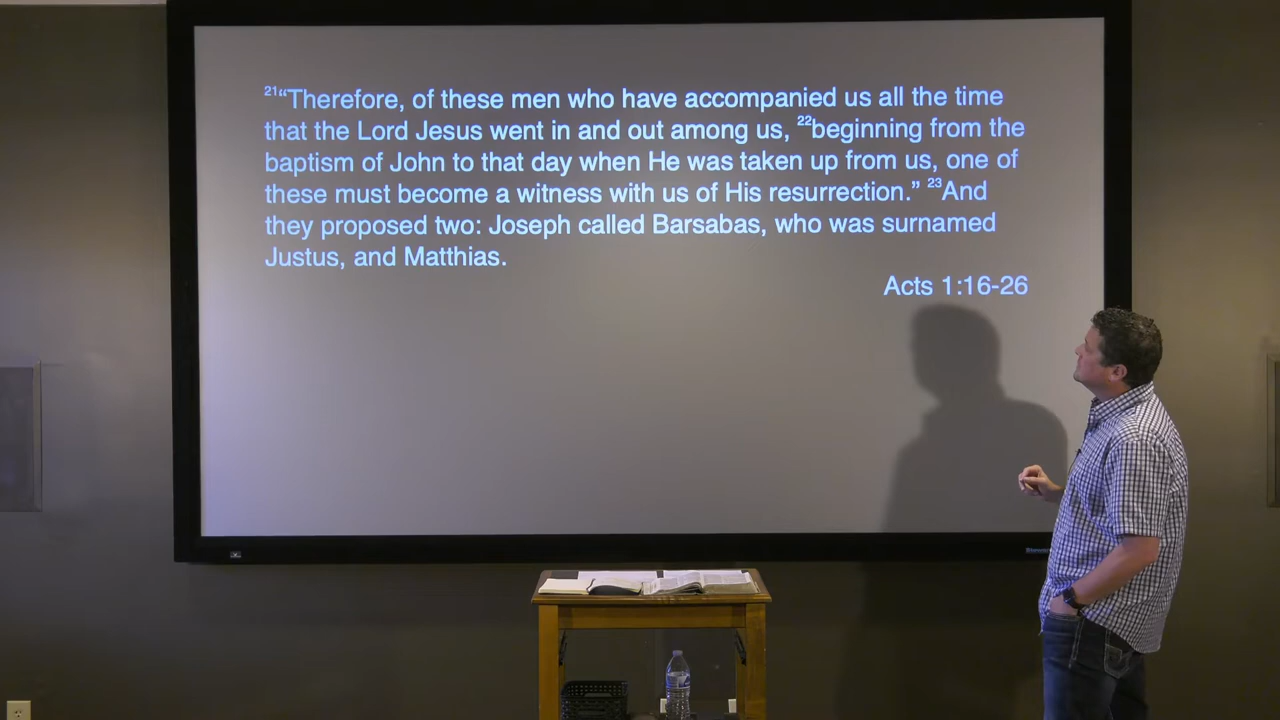 21“Therefore, of these men who have accompanied us all the time
that the Lord Jesus went in and out among us, 22beginning from the
baptism of John to that day when He was taken up from us, one of
these must become a witness with us of His resurrection.” 23And
they proposed two: Joseph called Barsabas, who was surnamed
Justus, and Matthias.
Acts 1:16-26